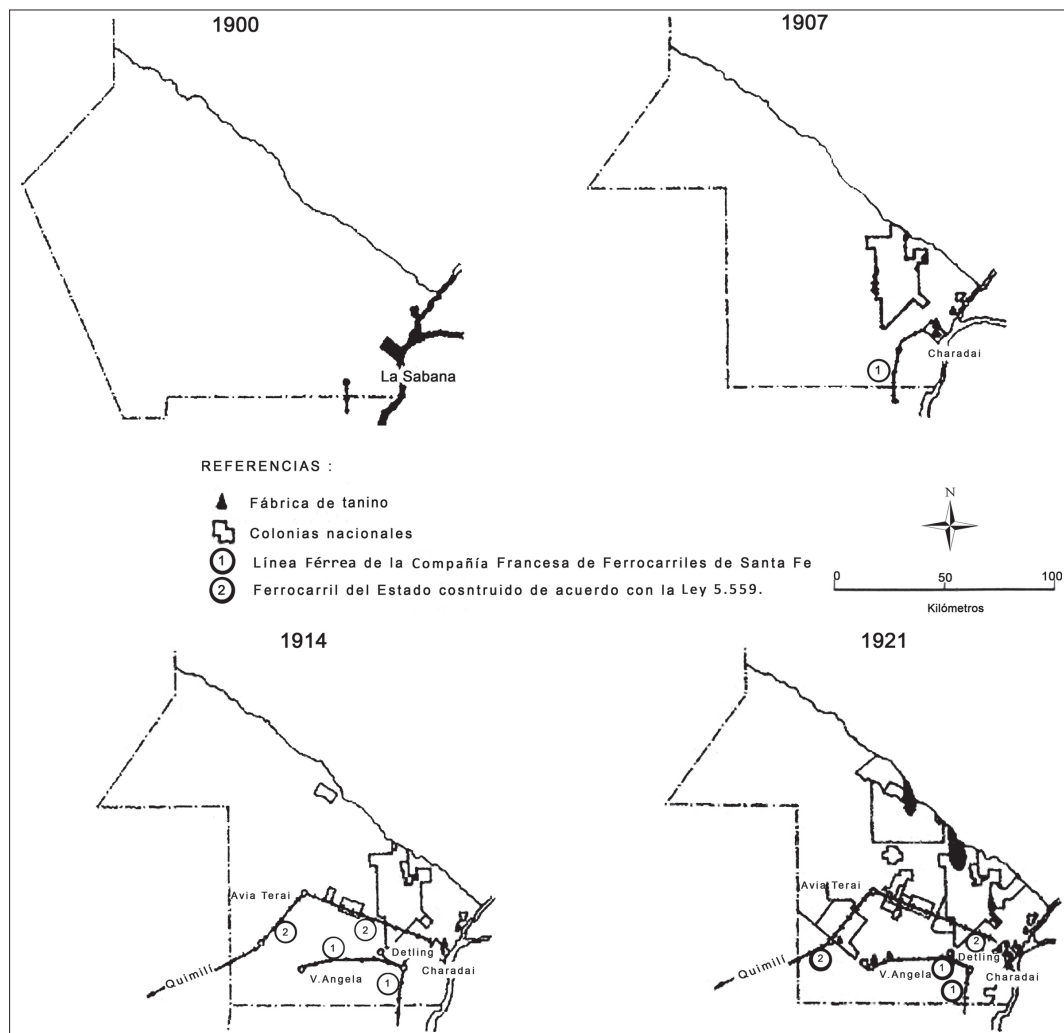 1900
1907
La Sabana
Charadai
1
REFERENCIAS :
Fábrica de tanino
Colonias nacionales
1 Línea Férrea de la Compañía Francesa de Ferrocarriles de Santa Fe
2 Ferrocarril del Estado cosntruido de acuerdo con la Ley 5.559.
N
0 50 100
Kilómetros
1914
1921
Avia Terai
2
2
1
Detling
Quimilí
V.Angela
Charadai
1
Avia Terai
2
Detling
2
Quimilí
V.Angela
1
Charadai
1